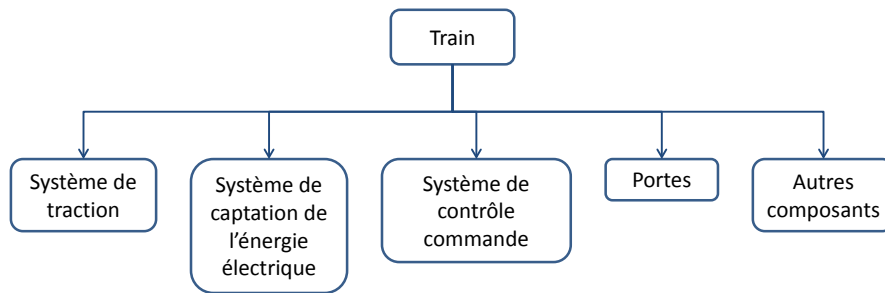 Train
Système de
traction
Système de
captation de
l’énergie
électrique
Système de
contrôle
commande
Portes
Autres
composants